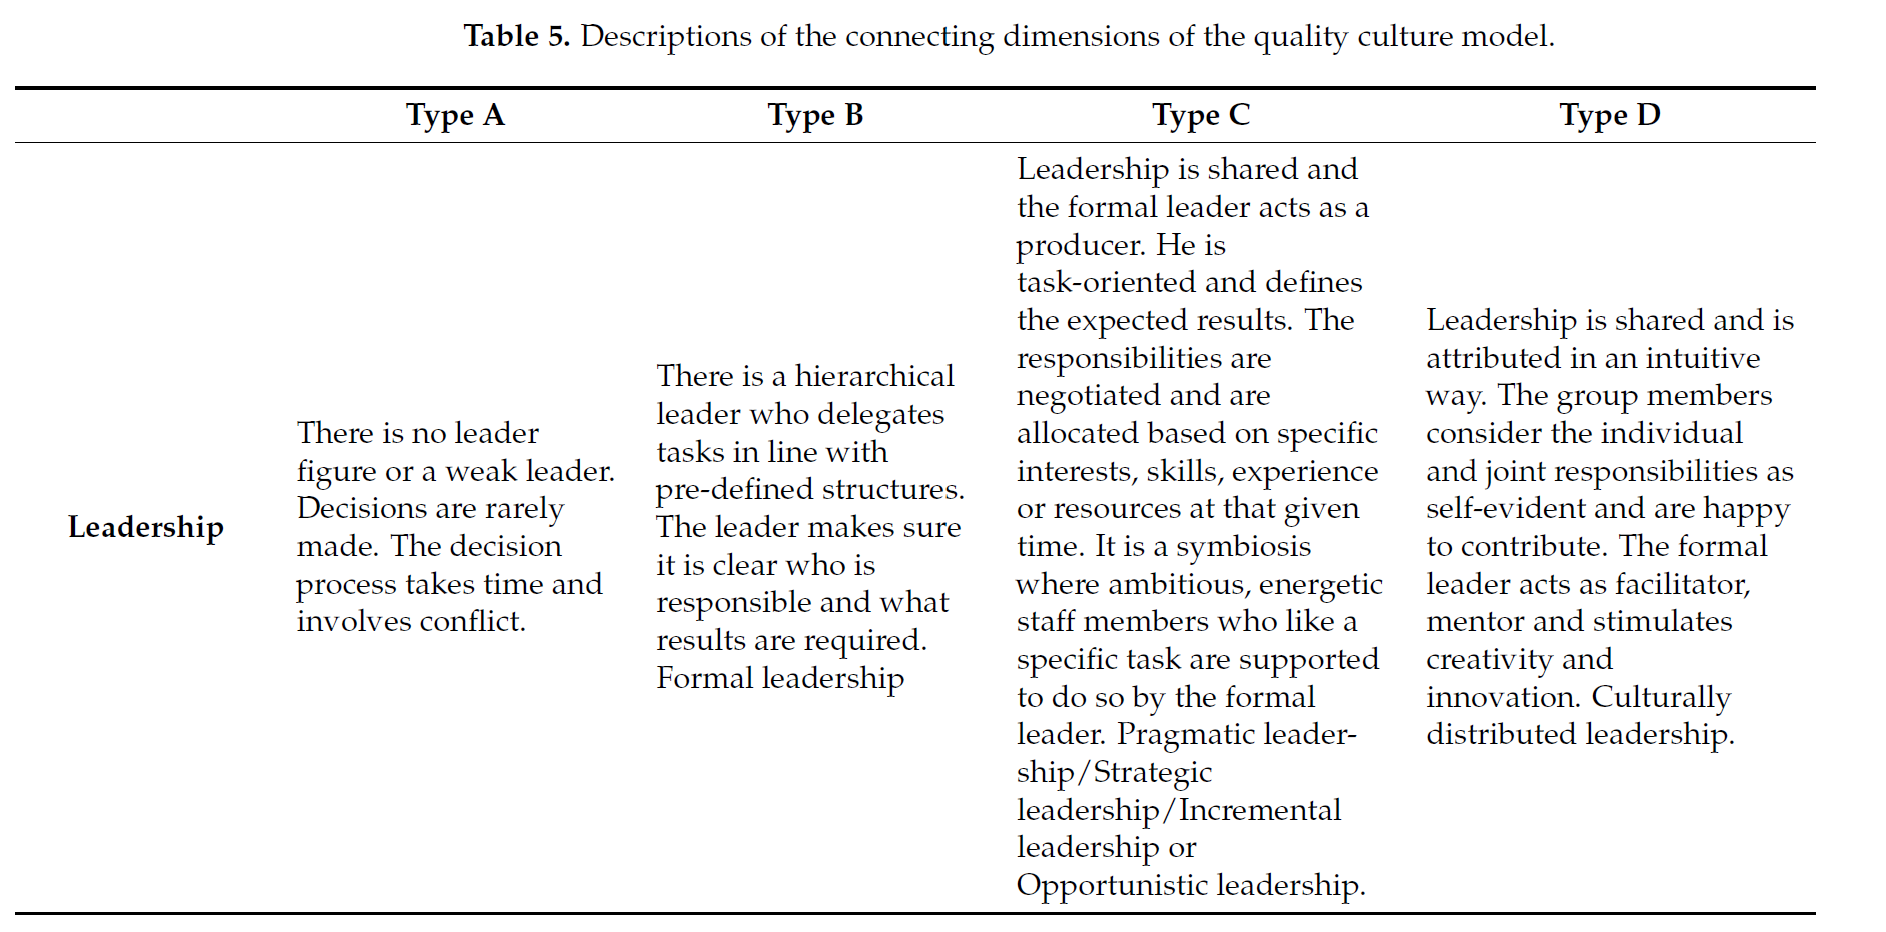 Table 5. Descriptions of the connecting dimensions of the quality culture model.
Type A
Type B
Type C
Type D
Leadership
There is no leader
figure or a weak leader.
Decisions are rarely
made. The decision
process takes time and
involves conflict.
There is a hierarchical
leader who delegates
tasks in line with
pre-defined structures.
The leader makes sure
it is clear who is
responsible and what
results are required.
Formal leadership
Leadership is shared and
the formal leader acts as a
producer. He is
task-oriented and defines
the expected results. The
responsibilities are
negotiated and are
allocated based on specific
interests, skills, experience
or resources at that given
time. It is a symbiosis
where ambitious, energetic
staff members who like a
specific task are supported
to do so by the formal
leader. Pragmatic leader-
ship/Strategic
leadership/Incremental
leadership or
Opportunistic leadership.
Leadership is shared and is
attributed in an intuitive
way. The group members
consider the individual
and joint responsibilities as
self-evident and are happy
to contribute. The formal
leader acts as facilitator,
mentor and stimulates
creativity and
innovation. Culturally
distributed leadership.